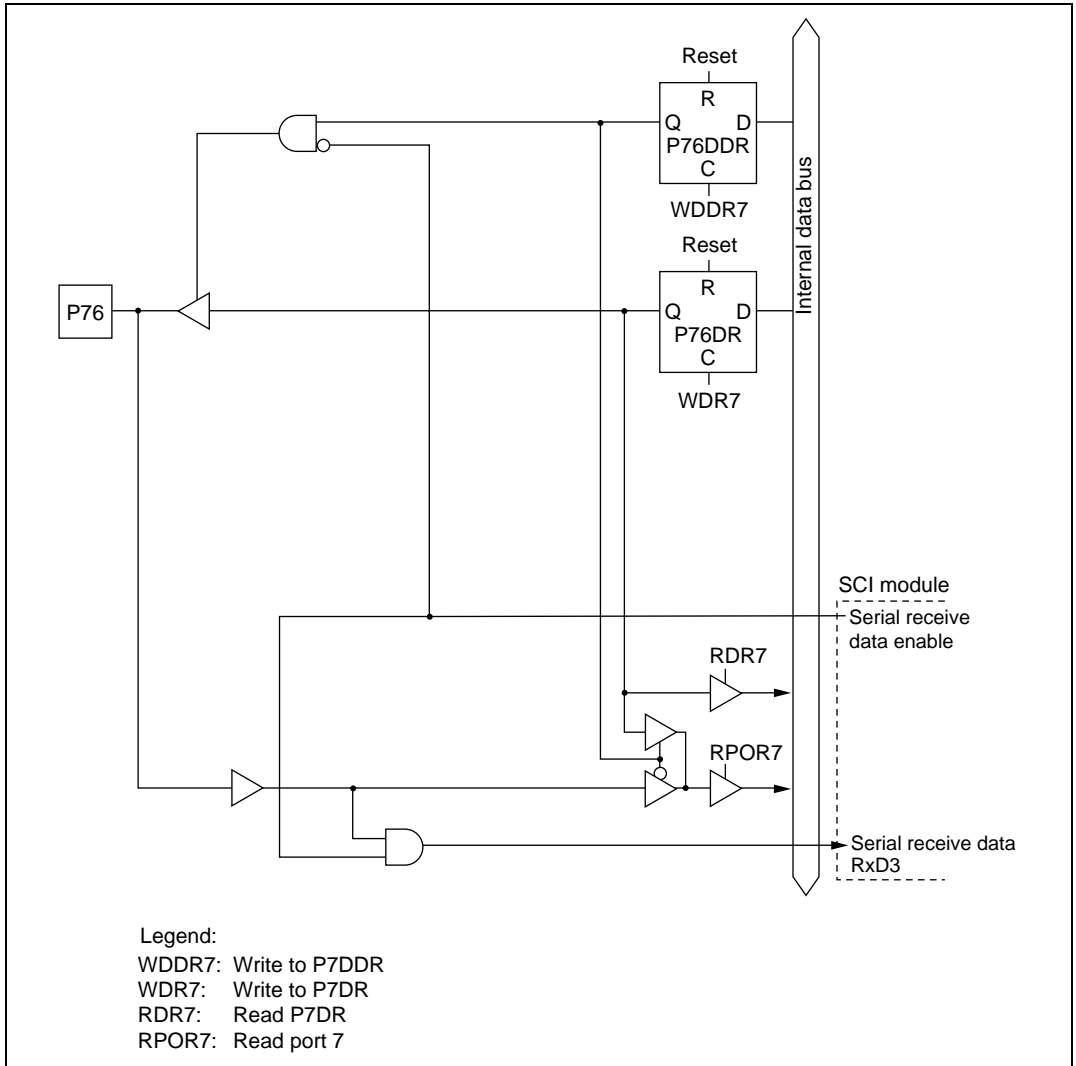 Reset
R
Q D
P76DDR
C
WDDR7
Reset
R
P76
Q D
P76DR
C
WDR7
Internal data bus
SCI module
Serial receive
data enable
RDR7
RPOR7
Serial receive data
RxD3
Legend:
WDDR7: Write to P7DDR
WDR7: Write to P7DR
RDR7: Read P7DR
RPOR7: Read port 7